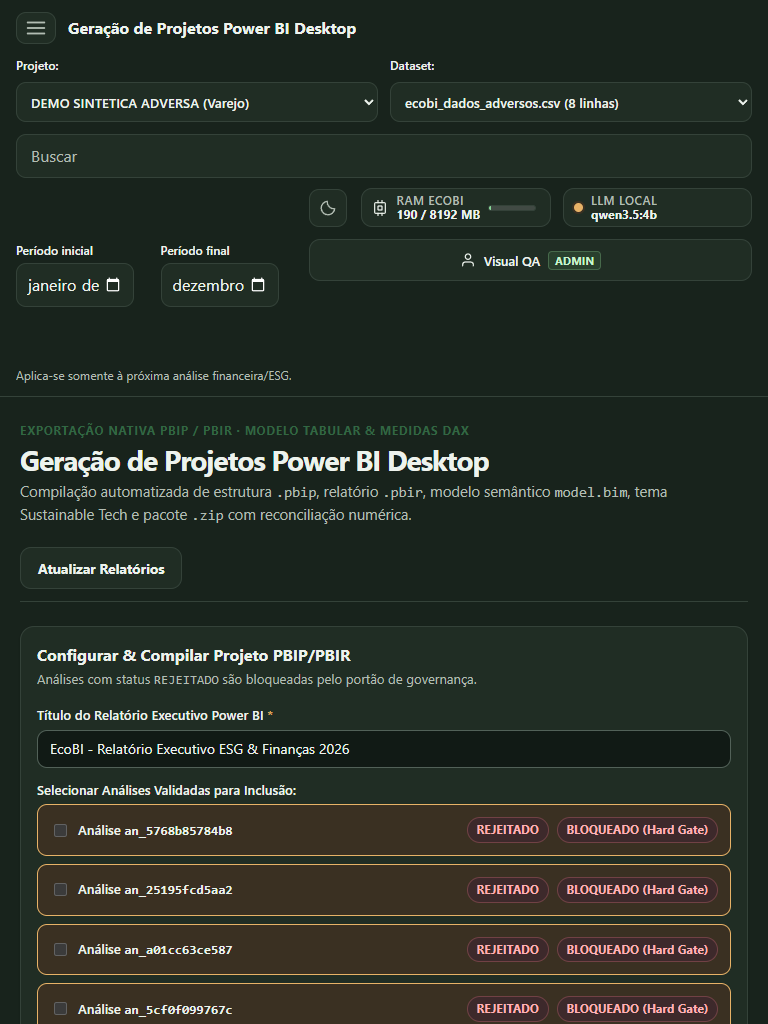 Geração de Projetos Power BI Desktop
Projeto:
Dataset:
DEMO SINTETICA ADVERSA (Varejo)
ecobi_dados_adversos.csv (8 linhas)
Buscar
RAM ECOBI
190 / 8192 MB
LLM LOCAL
qwen3.5:4b
Período inicial
Período final
janeiro de
dezembro
Visual QA
ADMIN
Aplica-se somente à próxima análise financeira/ESG.
EXPORTAÇÃO NATIVA PBIP / PBIR · MODELO TABULAR & MEDIDAS DAX
Geração de Projetos Power BI Desktop
Compilação automatizada de estrutura .pbip, relatório .pbir, modelo semântico model.bim, tema
Sustainable Tech e pacote .zip com reconciliação numérica.
Atualizar Relatórios
Configurar & Compilar Projeto PBIP/PBIR
Análises com status REJEITADO são bloqueadas pelo portão de governança.
Título do Relatório Executivo Power BI *
EcoBI - Relatório Executivo ESG & Finanças 2026
Selecionar Análises Validadas para Inclusão:
Análise an_5768b85784b8 REJEITADO BLOQUEADO (Hard Gate)
Análise an_25195fcd5aa2 REJEITADO BLOQUEADO (Hard Gate)
Análise an_a01cc63ce587 REJEITADO BLOQUEADO (Hard Gate)
Análise an_5cf0f099767c REJEITADO BLOQUEADO (Hard Gate)